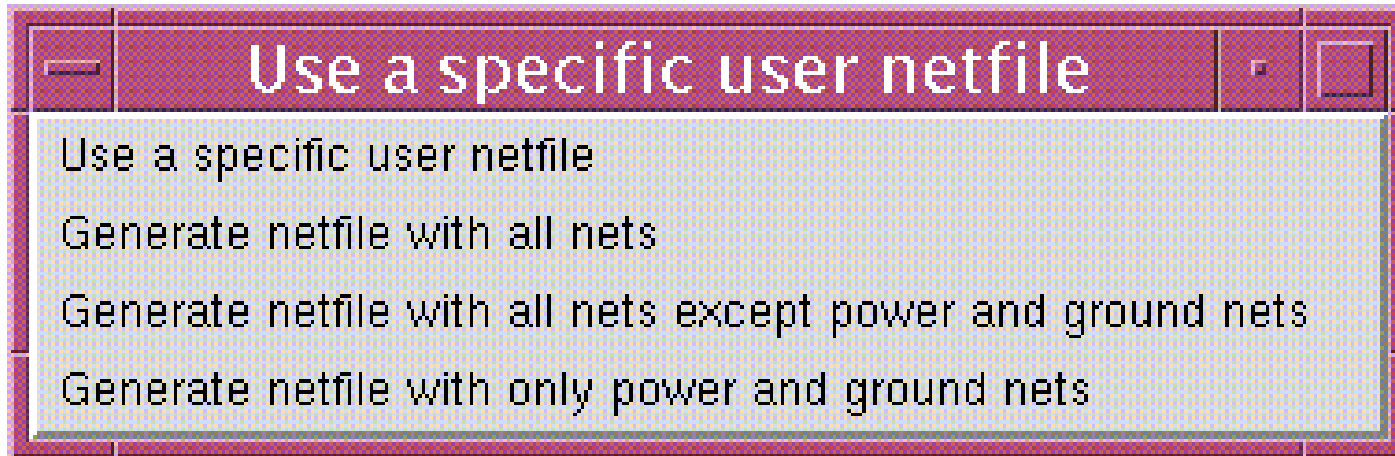 Use a specific user netfile
Use a specific user netfile
Generate netfile with all nets
Generate netfile with all nets except power and ground nets
Generate netfile with only power and ground nets